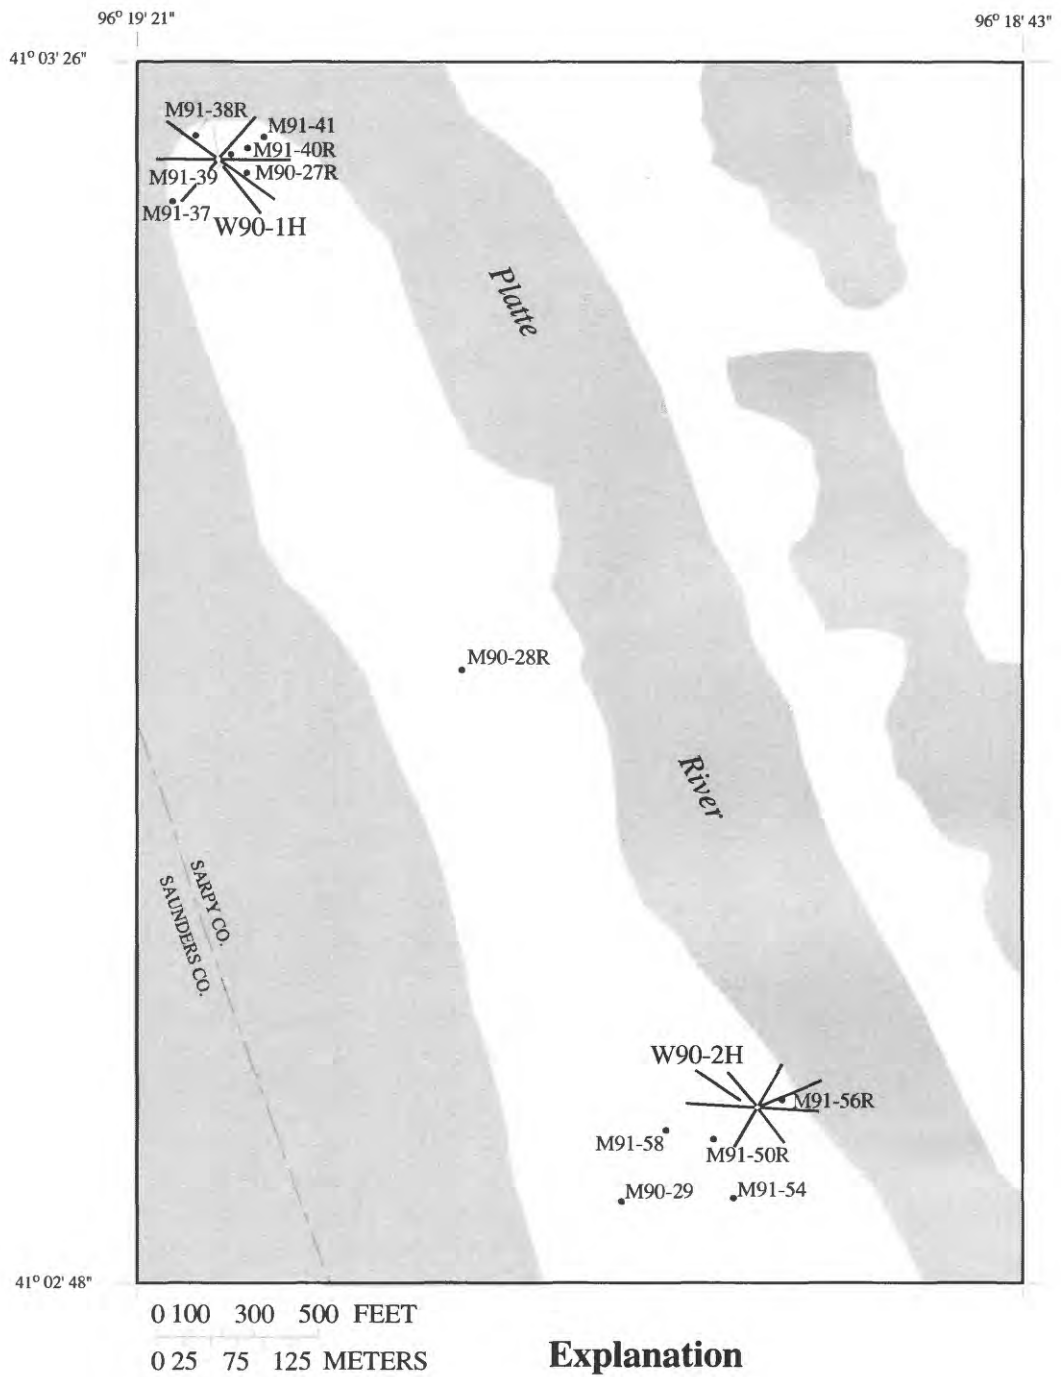 96° 19' 21"
96° 18' 43"
41° 03' 26"
M91-38R
M91-41
M91-40R
M91-39
M90-27R
M91-37
W90-1H
Platte
M90-28R
River
SARPY CO.
SAUNDERS CO.
W90-2H
M91-56R
M91-58
M91-50R
M90-29
M91-54
41° 02' 48"
0 100 300 500 FEET
0 25 75 125 METERS
Explanation